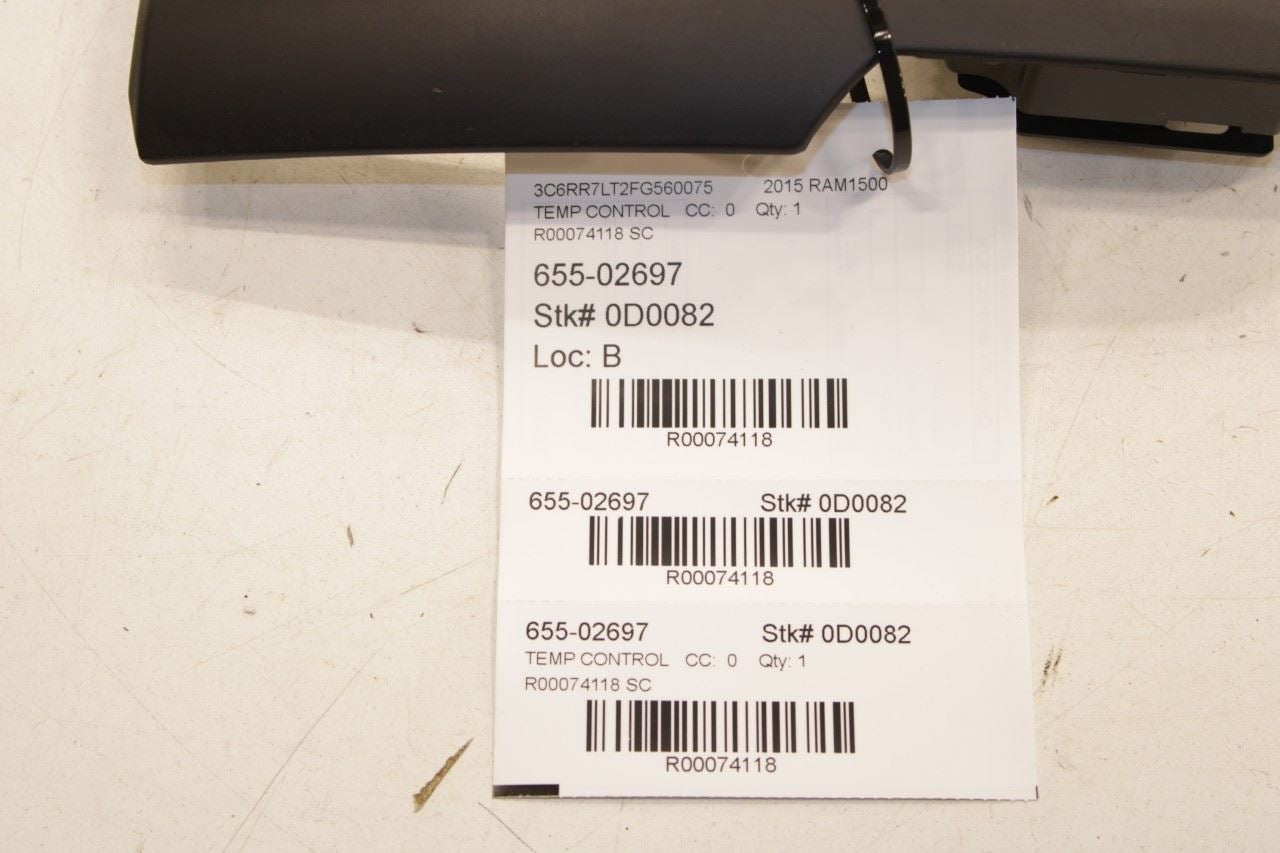 3C6RR7LT2FG560075 2015 RAM1500
TEMP CONTROL CC: 0 Qty: 1
R00074118 SC
655-02697
Stk# 0D0082
Loc: B
R00074118
655-02697 Stk# 0D0082
R00074118
655-02697 Stk# 0D0082
TEMP CONTROL CC: 0 Qty: 1
R00074118 SC
R00074118